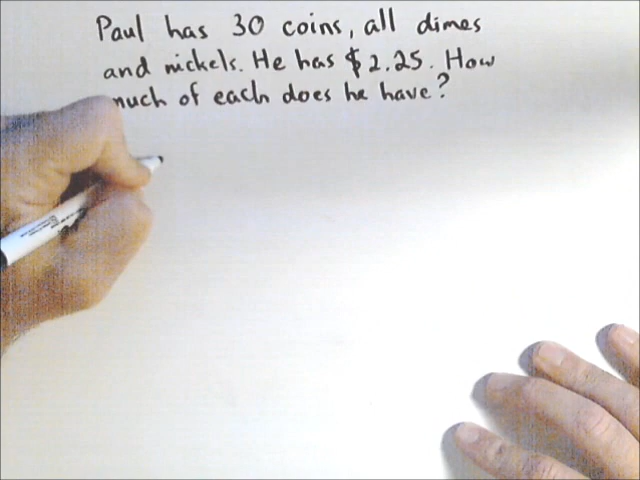 Paul has 30 coins, all dimes
and nickels. He has $2.25. How
much of each does he have?